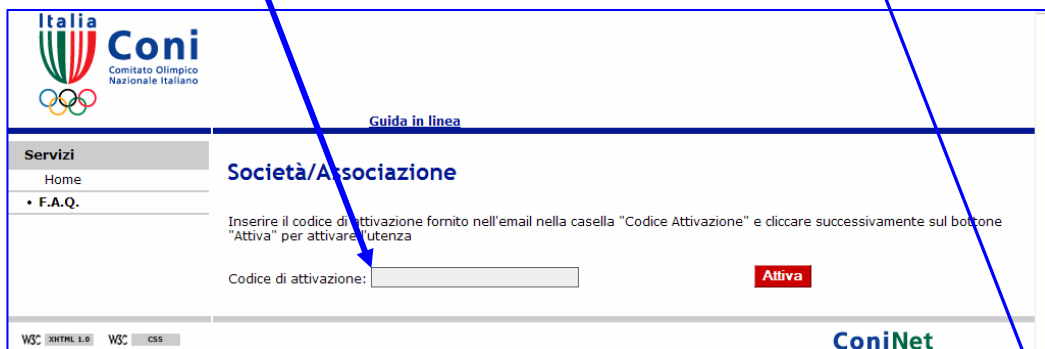 Italia
Coni
Comitato Olimpico
Nazionale Italiano
Guida in linea
Servizi
Home
• F.A.Q.
Società/Associazione
Inserire il codice di attivazione fornito nell'email nella casella "Codice Attivazione" e cliccare successivamente sul bottone
"Attiva" per attivare l'utenza
Codice di attivazione:
Attiva
W3C XHTML 1.0 W3C CSS
ConiNet